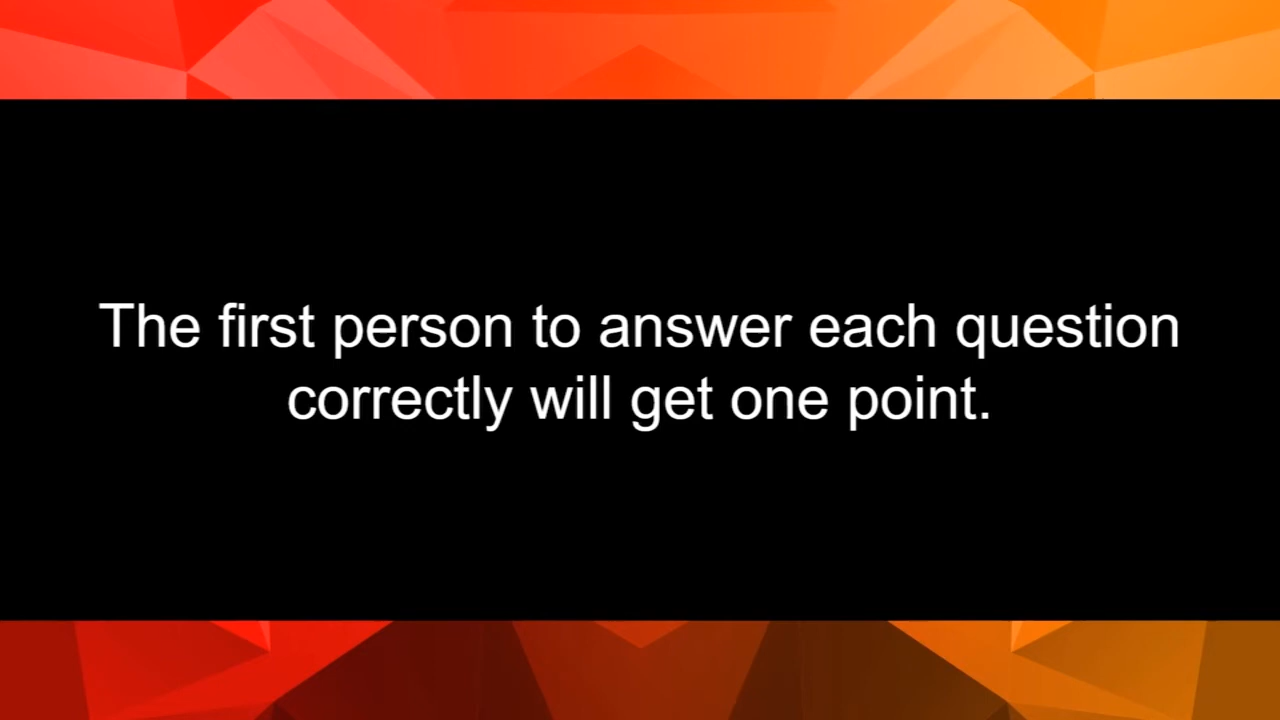 The first person to answer each question
correctly will get one point.